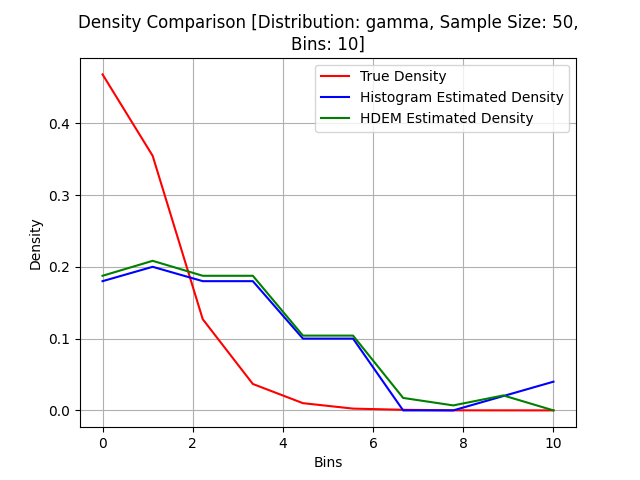 Density Comparison [Distribution: gamma, Sample Size: 50,
Bins: 10]
True Density
Histogram Estimated Density
HDEM Estimated Density
Density
0.4
0.3
0.2
0.1
0.0
0 2 4 6 8 10
Bins